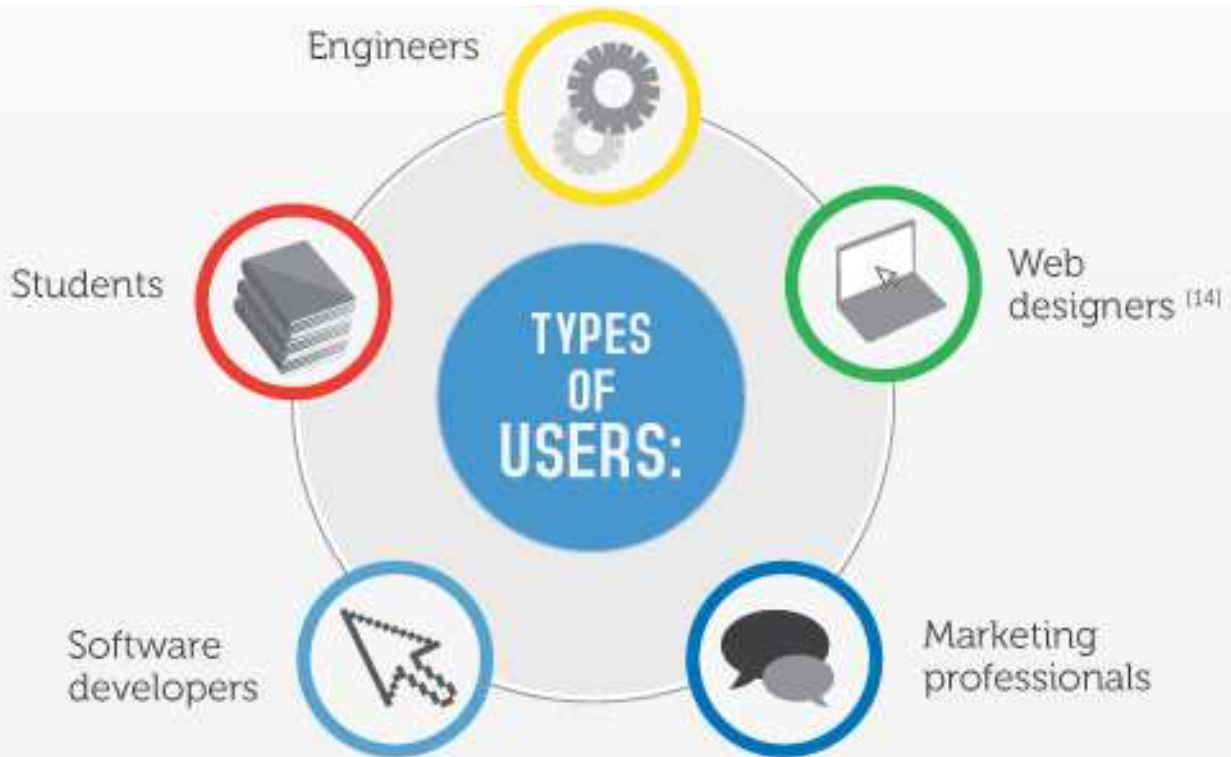 Engineers
Students
Web
designers [14]
TYPES
OF
USERS:
Software
developers
Marketing
professionals